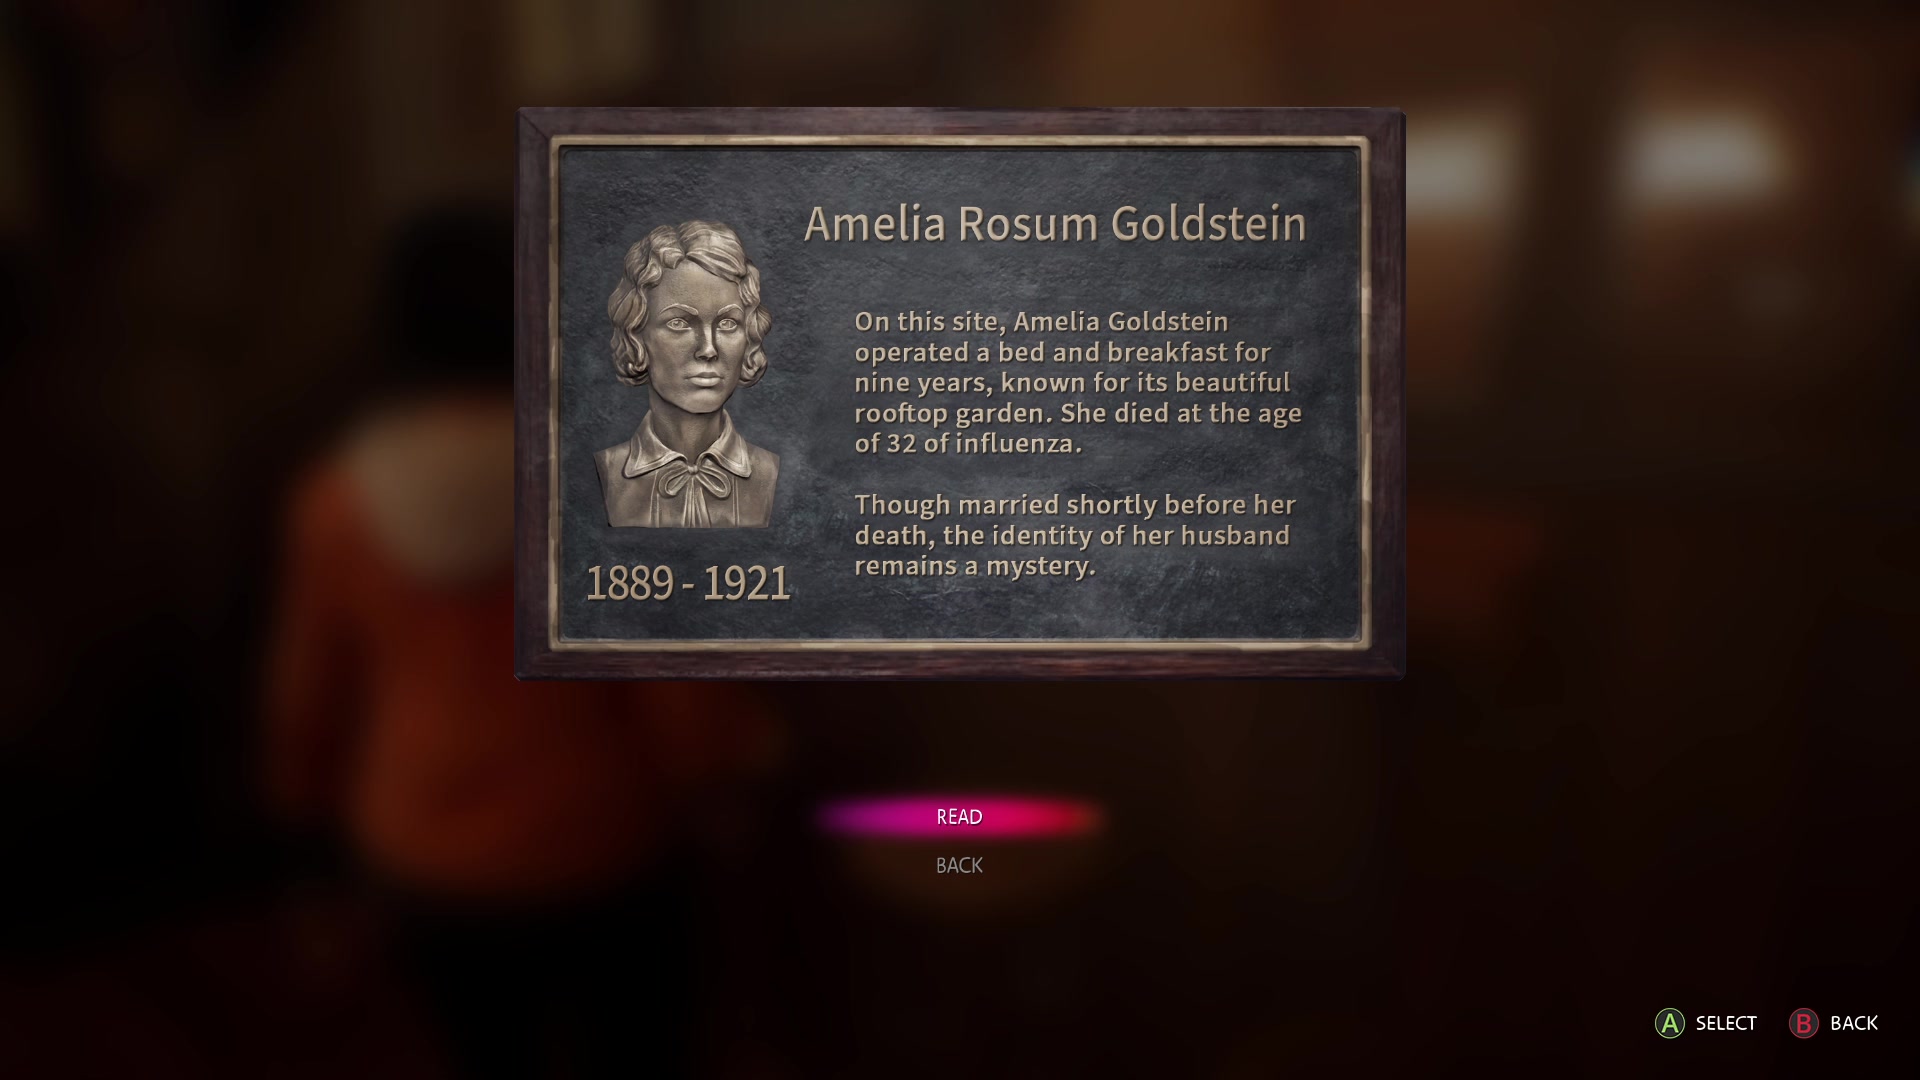 Amelia Rosum Goldstein
On this site, Amelia Goldstein
operated a bed and breakfast for
nine years, known for its beautiful
rooftop garden. She died at the age
of 32 of influenza.
Though married shortly before her
death, the identity of her husband
remains a mystery.
1889 - 1921
READ
BACK
A SELECT B BACK